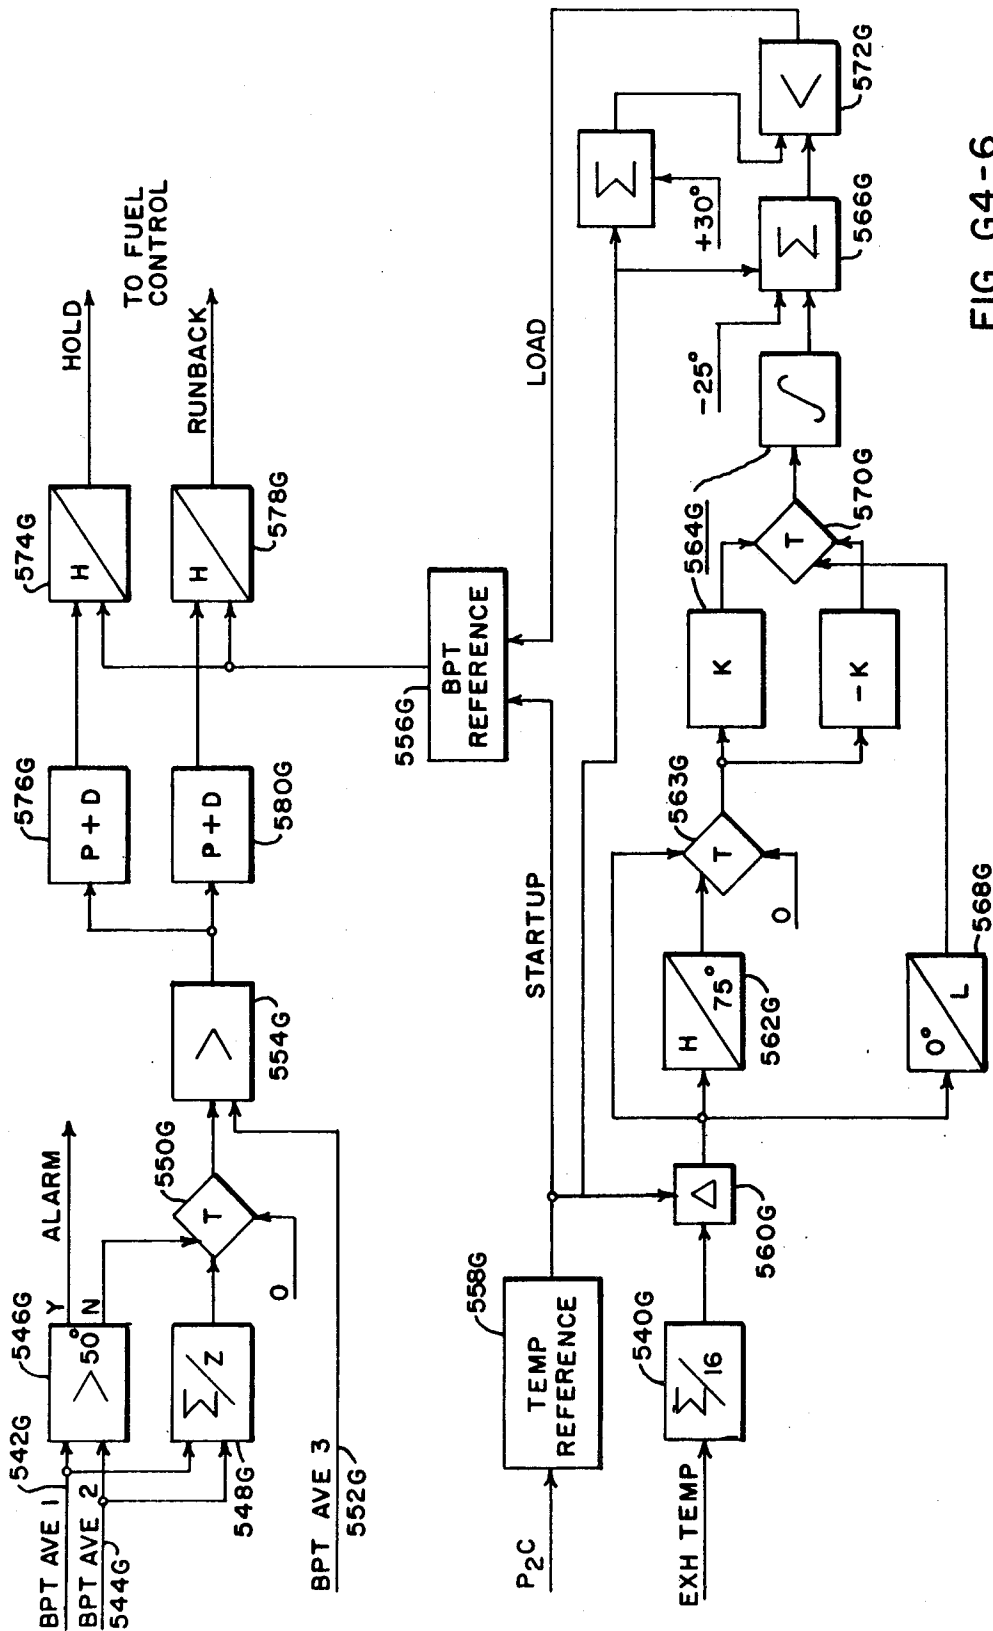 BPT AVE 1
542G
BPT AVE 2
544G
546G
> 50°
Y
N
ALARM
Σ/Z
548G
BPT AVE 3
552G
550G
T
0
>
554G
576G
P + D
P + D
580G
574G
H
HOLD
H
578G
RUNBACK
TO FUEL
CONTROL
556G
BPT
REFERENCE
P2C
TEMP
REFERENCE
558G
STARTUP
LOAD
EXH TEMP
Σ/16
540G
Δ
560G
H
75°
562G
563G
T
0
K
564G
-K
0°
L
568G
T
570G
∫
-25°
Σ
566G
Σ
+30°
<
572G
FIG. G4-6